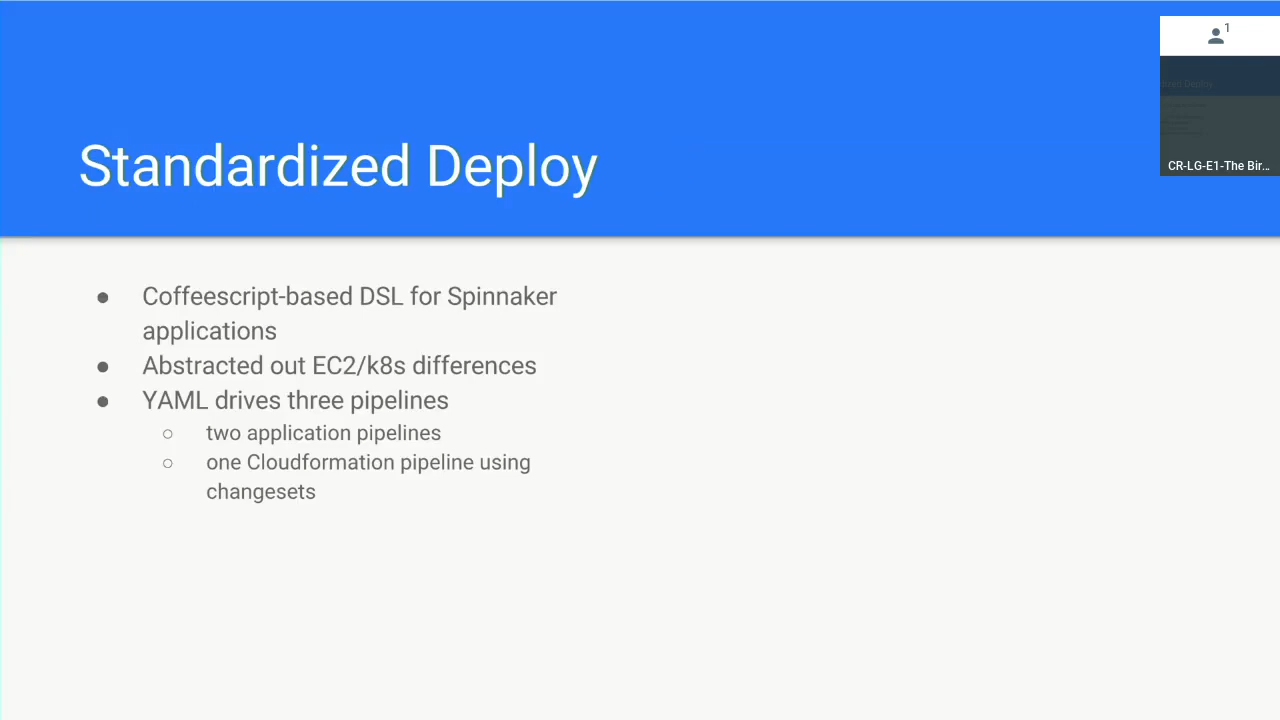 1
Standardized Deploy
CR-LG-E1-The Bir...
● Coffeescript-based DSL for Spinnaker
applications
● Abstracted out EC2/k8s differences
● YAML drives three pipelines
○ two application pipelines
○ one Cloudformation pipeline using
changesets